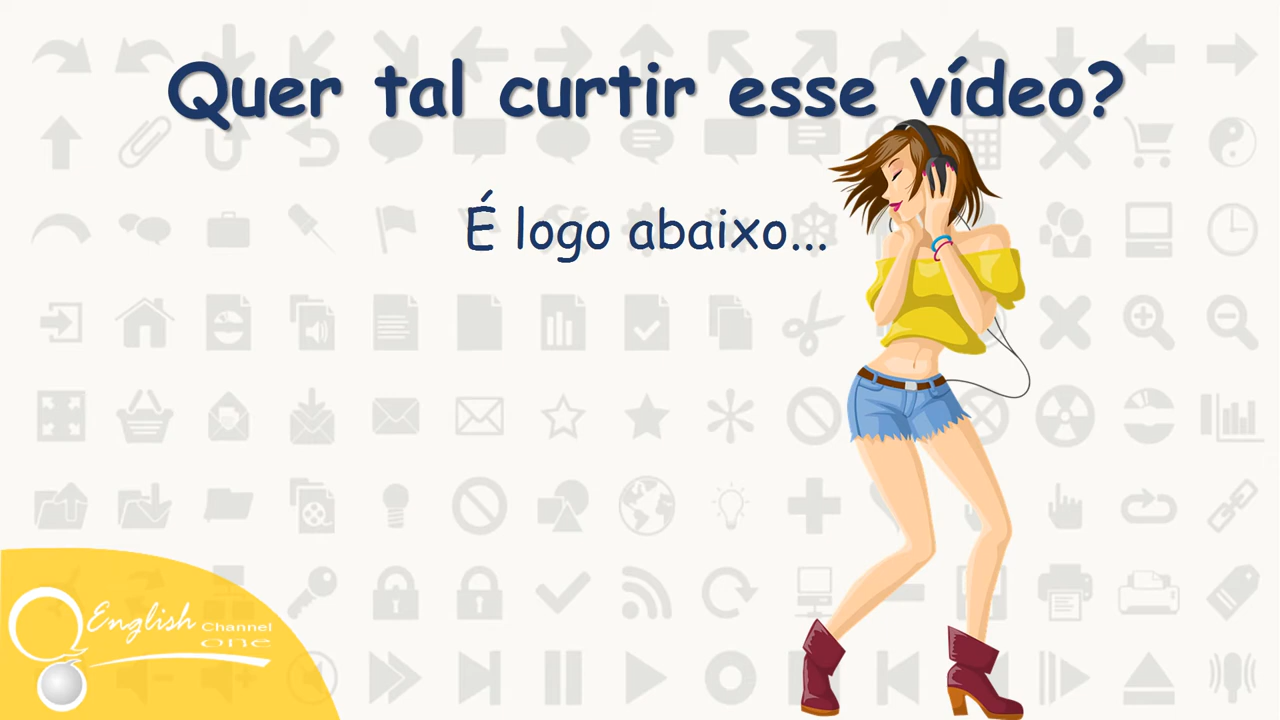 Quer tal curtir esse vídeo?
É logo abaixo...
English Channel
one